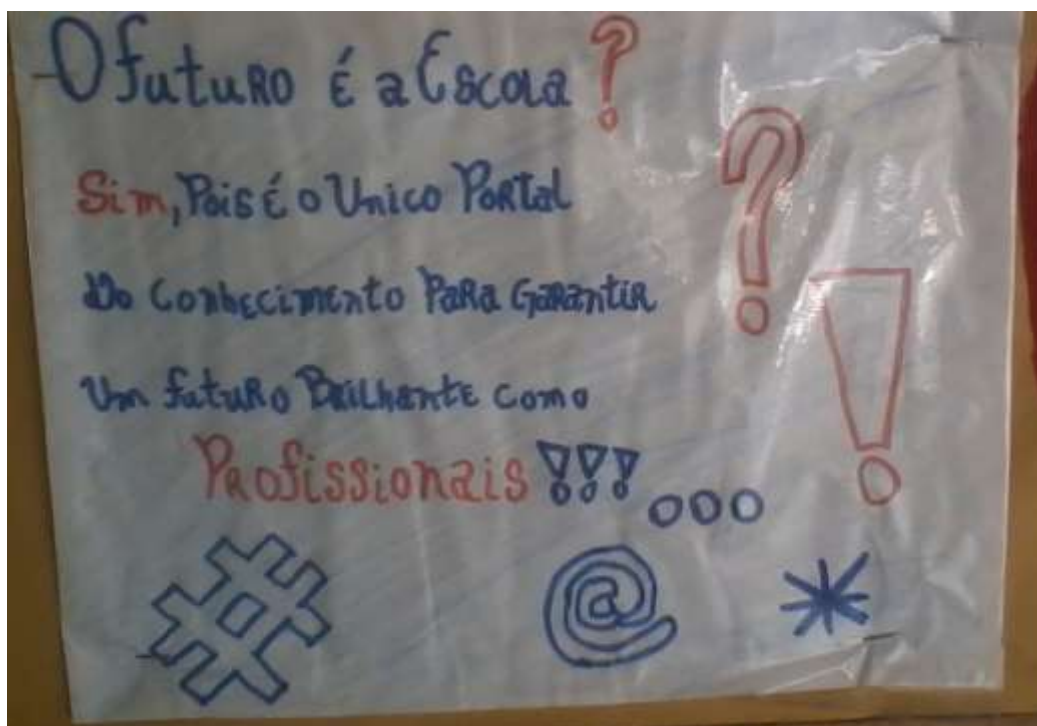 O futuro é a Escola ?
Sim, Pois é o Unico Portal
do Conhecimento Para Garantir
Um futuro Brilhante como
Profissionais !!! ...
? !
# @ *